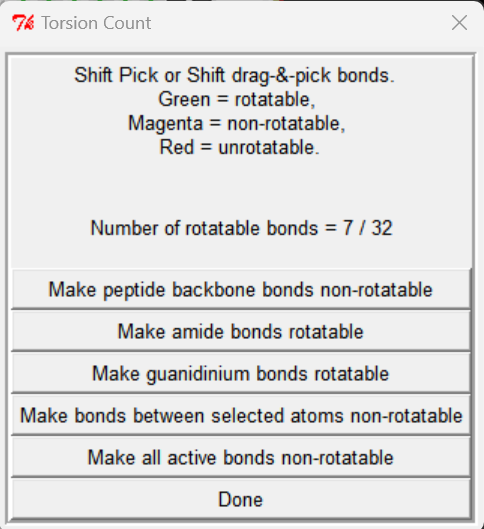 Torsion Count
Shift Pick or Shift drag-&-pick bonds.
Green = rotatable,
Magenta = non-rotatable,
Red = unrotatable.
Number of rotatable bonds = 7 / 32
Make peptide backbone bonds non-rotatable
Make amide bonds rotatable
Make guanidinium bonds rotatable
Make bonds between selected atoms non-rotatable
Make all active bonds non-rotatable
Done